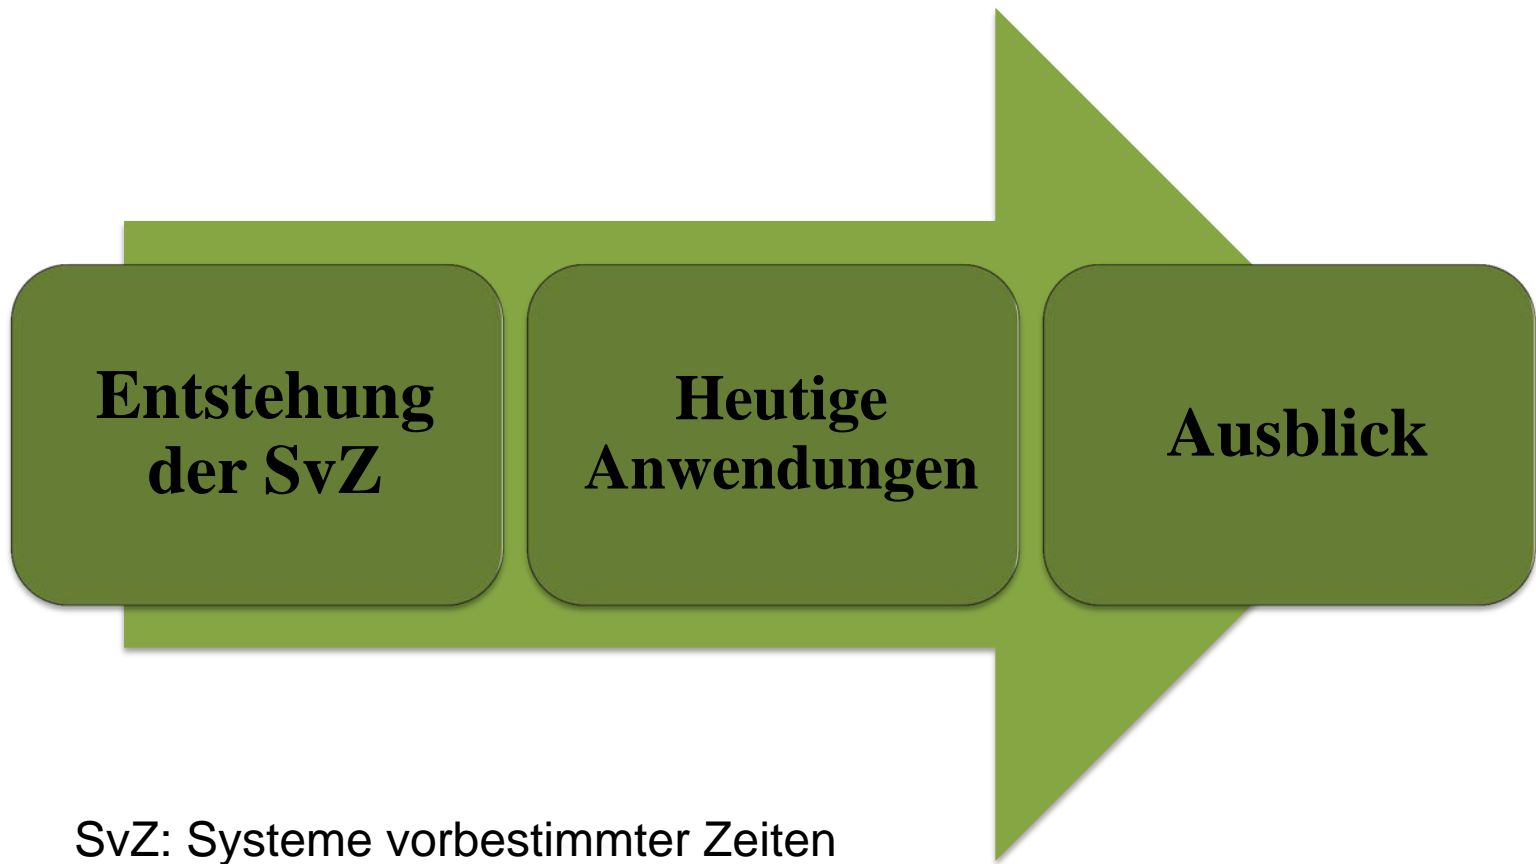 Entstehung
der SvZ
Heutige
Anwendungen
Ausblick
SvZ: Systeme vorbestimmter Zeiten